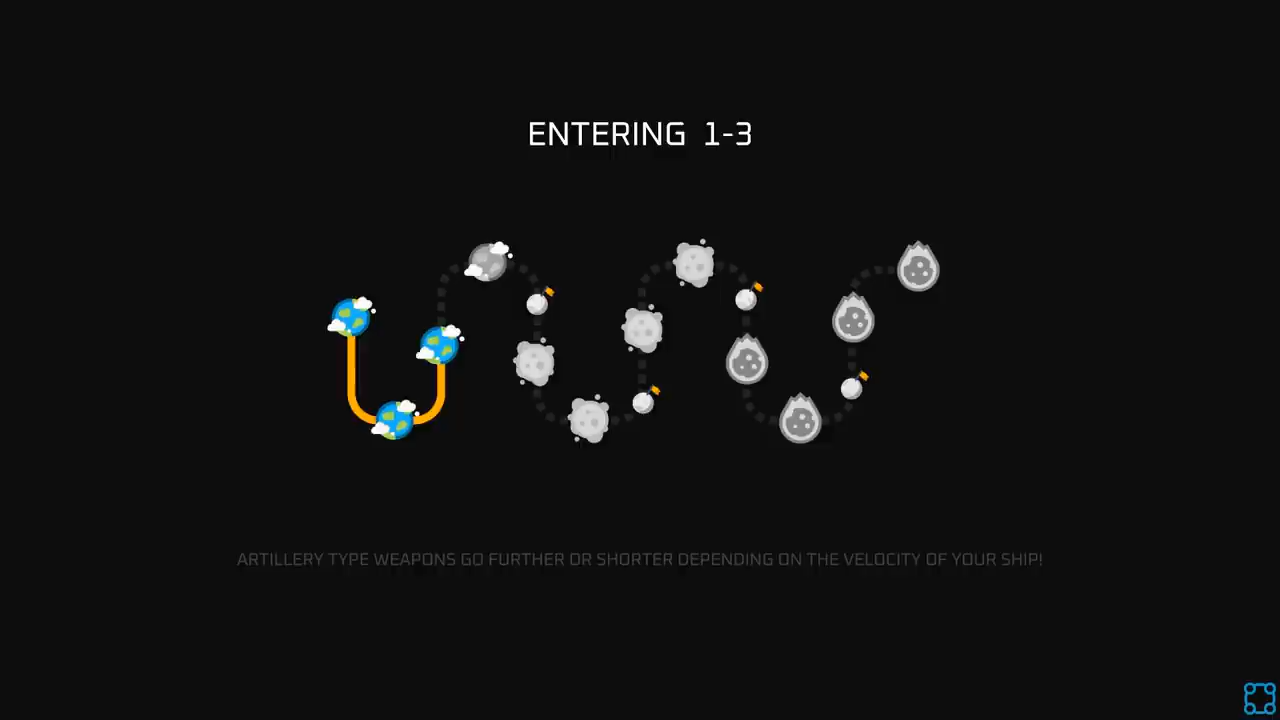 ENTERING 1-3
ARTILLERY TYPE WEAPONS GO FURTHER OR SHORTER DEPENDING ON THE VELOCITY OF YOUR SHIP!